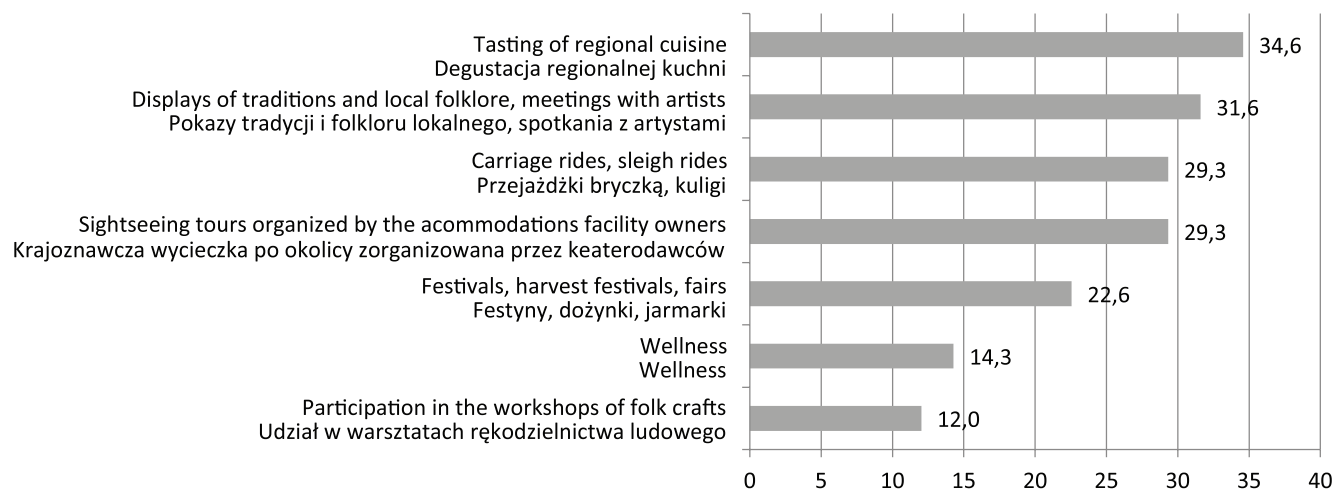 Tasting of regional cuisine
Degustacja regionalnej kuchni
34,6
Displays of traditions and local folklore, meetings with artists
Pokazy tradycji i folkloru lokalnego, spotkania z artystami
31,6
Carriage rides, sleigh rides
Przejażdżki bryczką, kuligi
29,3
Sightseeing tours organized by the acommodations facility owners
Krajoznawcza wycieczka po okolicy zorganizowana przez keaterodawców
29,3
Festivals, harvest festivals, fairs
Festyny, dożynki, jarmarki
22,6
Wellness
Wellness
14,3
Participation in the workshops of folk crafts
Udział w warsztatach rękodzielnictwa ludowego
12,0
0 5 10 15 20 25 30 35 40